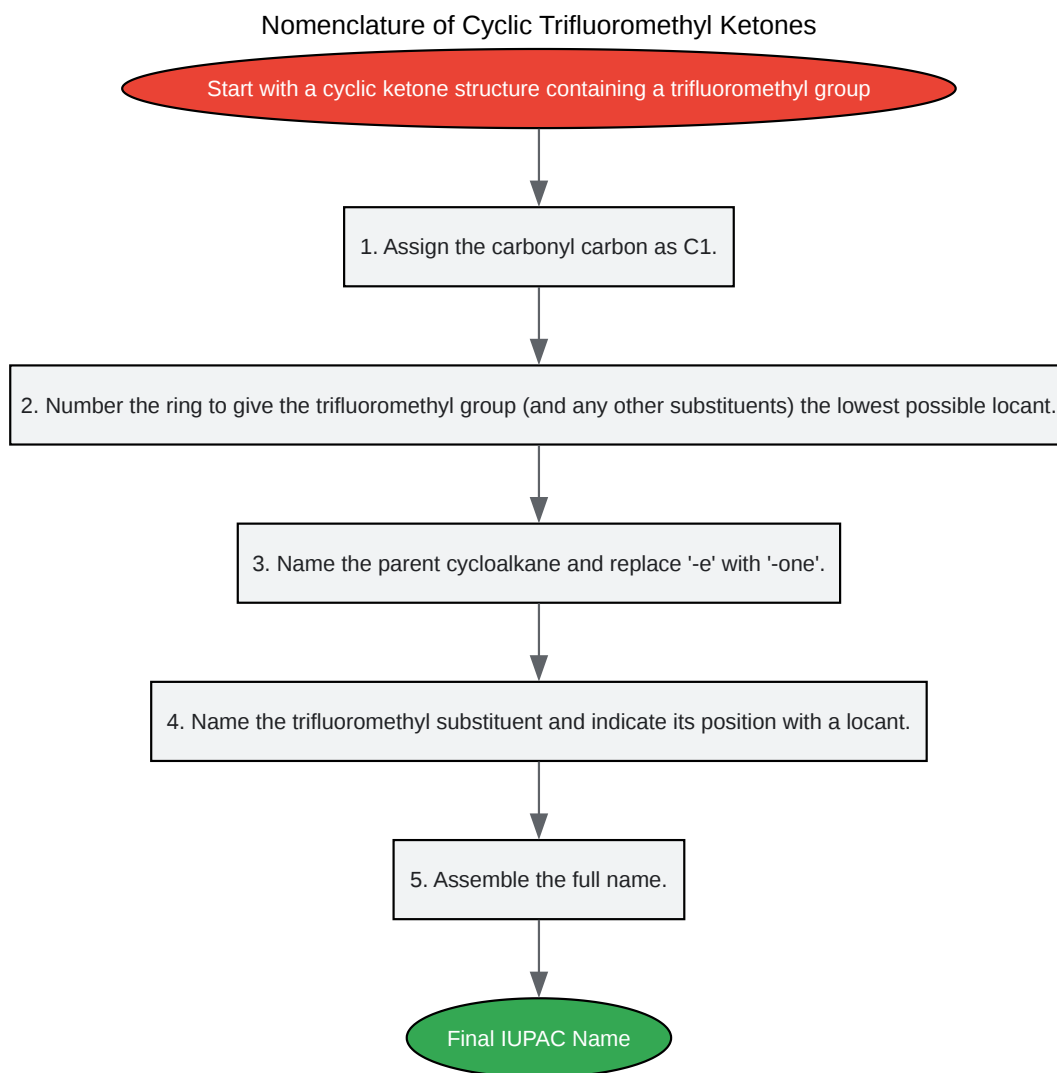 Nomenclature of Cyclic Trifluoromethyl Ketones
Start with a cyclic ketone structure containing a trifluoromethyl group
1. Assign the carbonyl carbon as C1.
2. Number the ring to give the trifluoromethyl group (and any other substituents) the lowest possible locant.
3. Name the parent cycloalkane and replace '-e' with '-one'.
4. Name the trifluoromethyl substituent and indicate its position with a locant.
5. Assemble the full name.
Final IUPAC Name